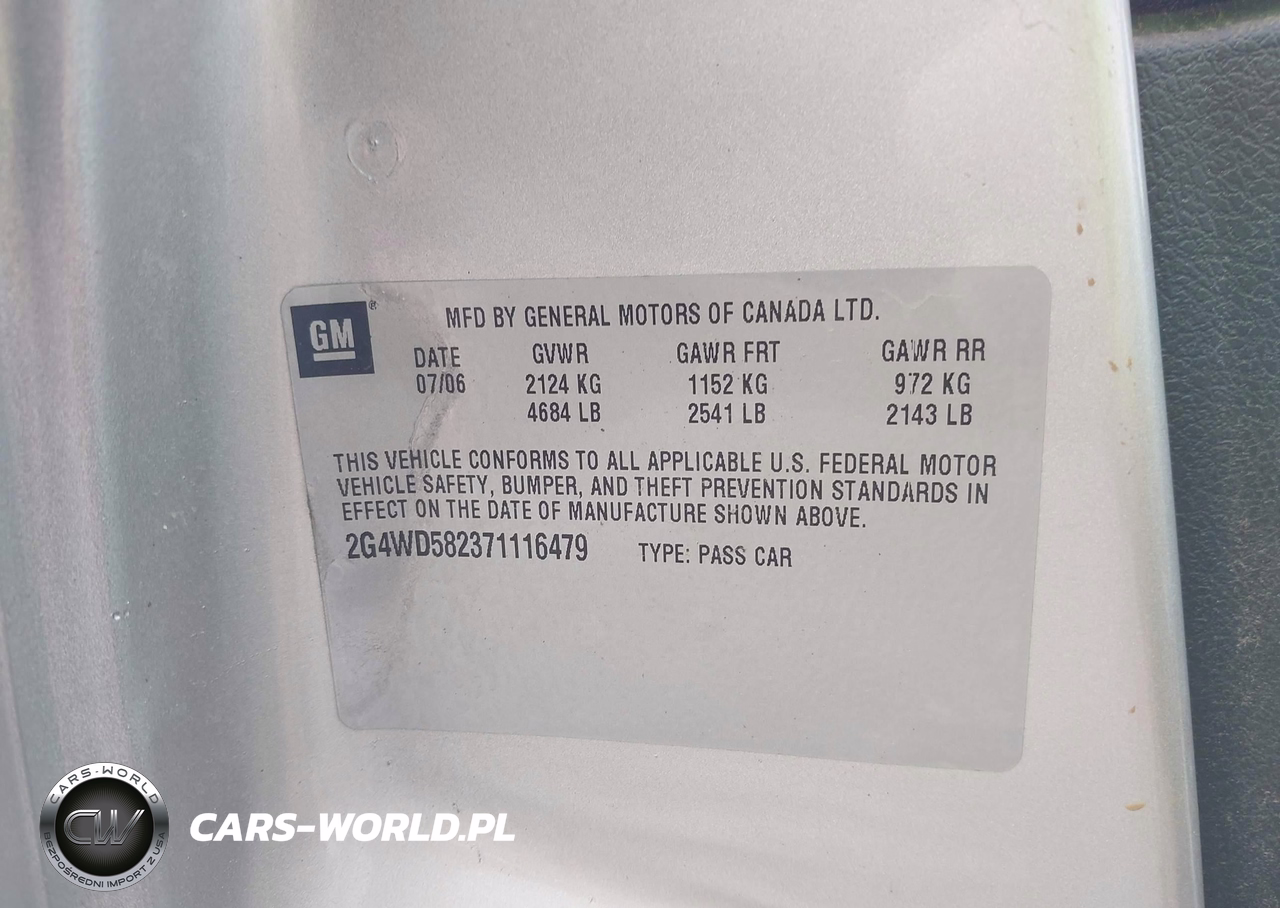 GM®
MFD BY GENERAL MOTORS OF CANADA LTD.
DATE GVWR GAWR FRT GAWR RR
07/06 2124 KG 1152 KG 972 KG
4684 LB 2541 LB 2143 LB
THIS VEHICLE CONFORMS TO ALL APPLICABLE U.S. FEDERAL MOTOR
VEHICLE SAFETY, BUMPER, AND THEFT PREVENTION STANDARDS IN
EFFECT ON THE DATE OF MANUFACTURE SHOWN ABOVE.
2G4WD582371116479 TYPE: PASS CAR
CARS-WORLD
CW
BEZPOŚREDNI IMPORT Z USA
CARS-WORLD.PL